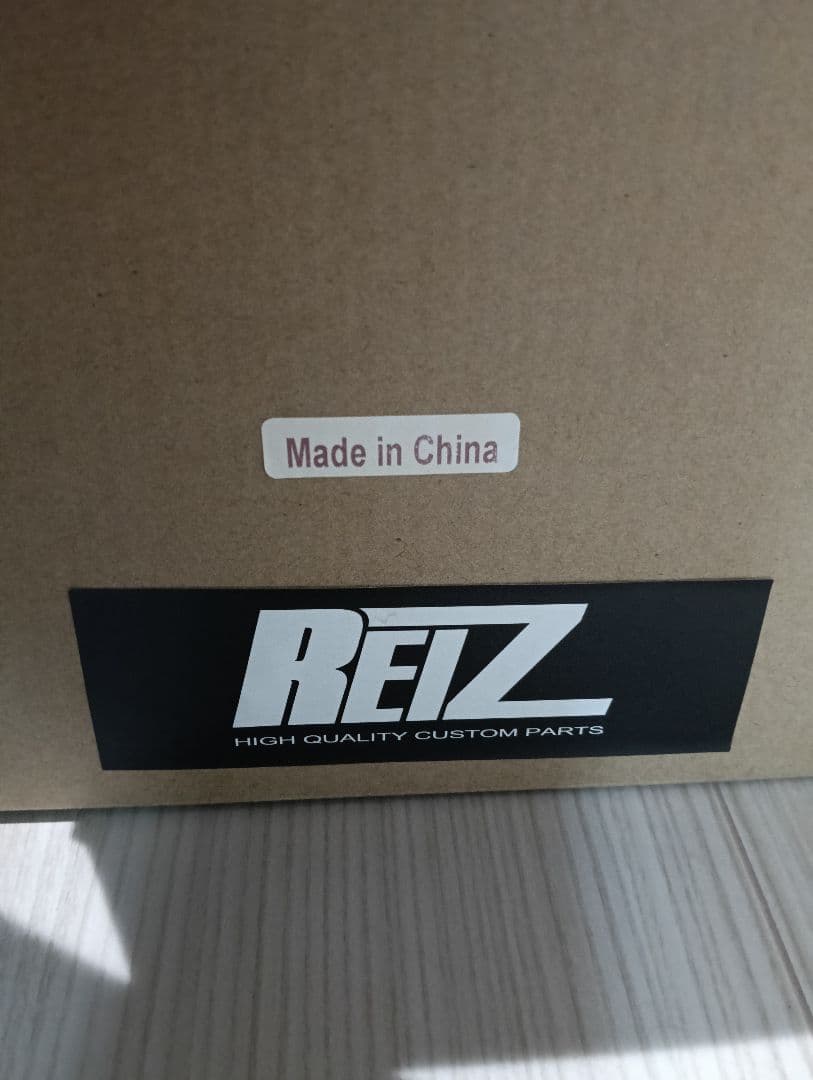 Made in China
REIZ
HIGH QUALITY CUSTOM PARTS